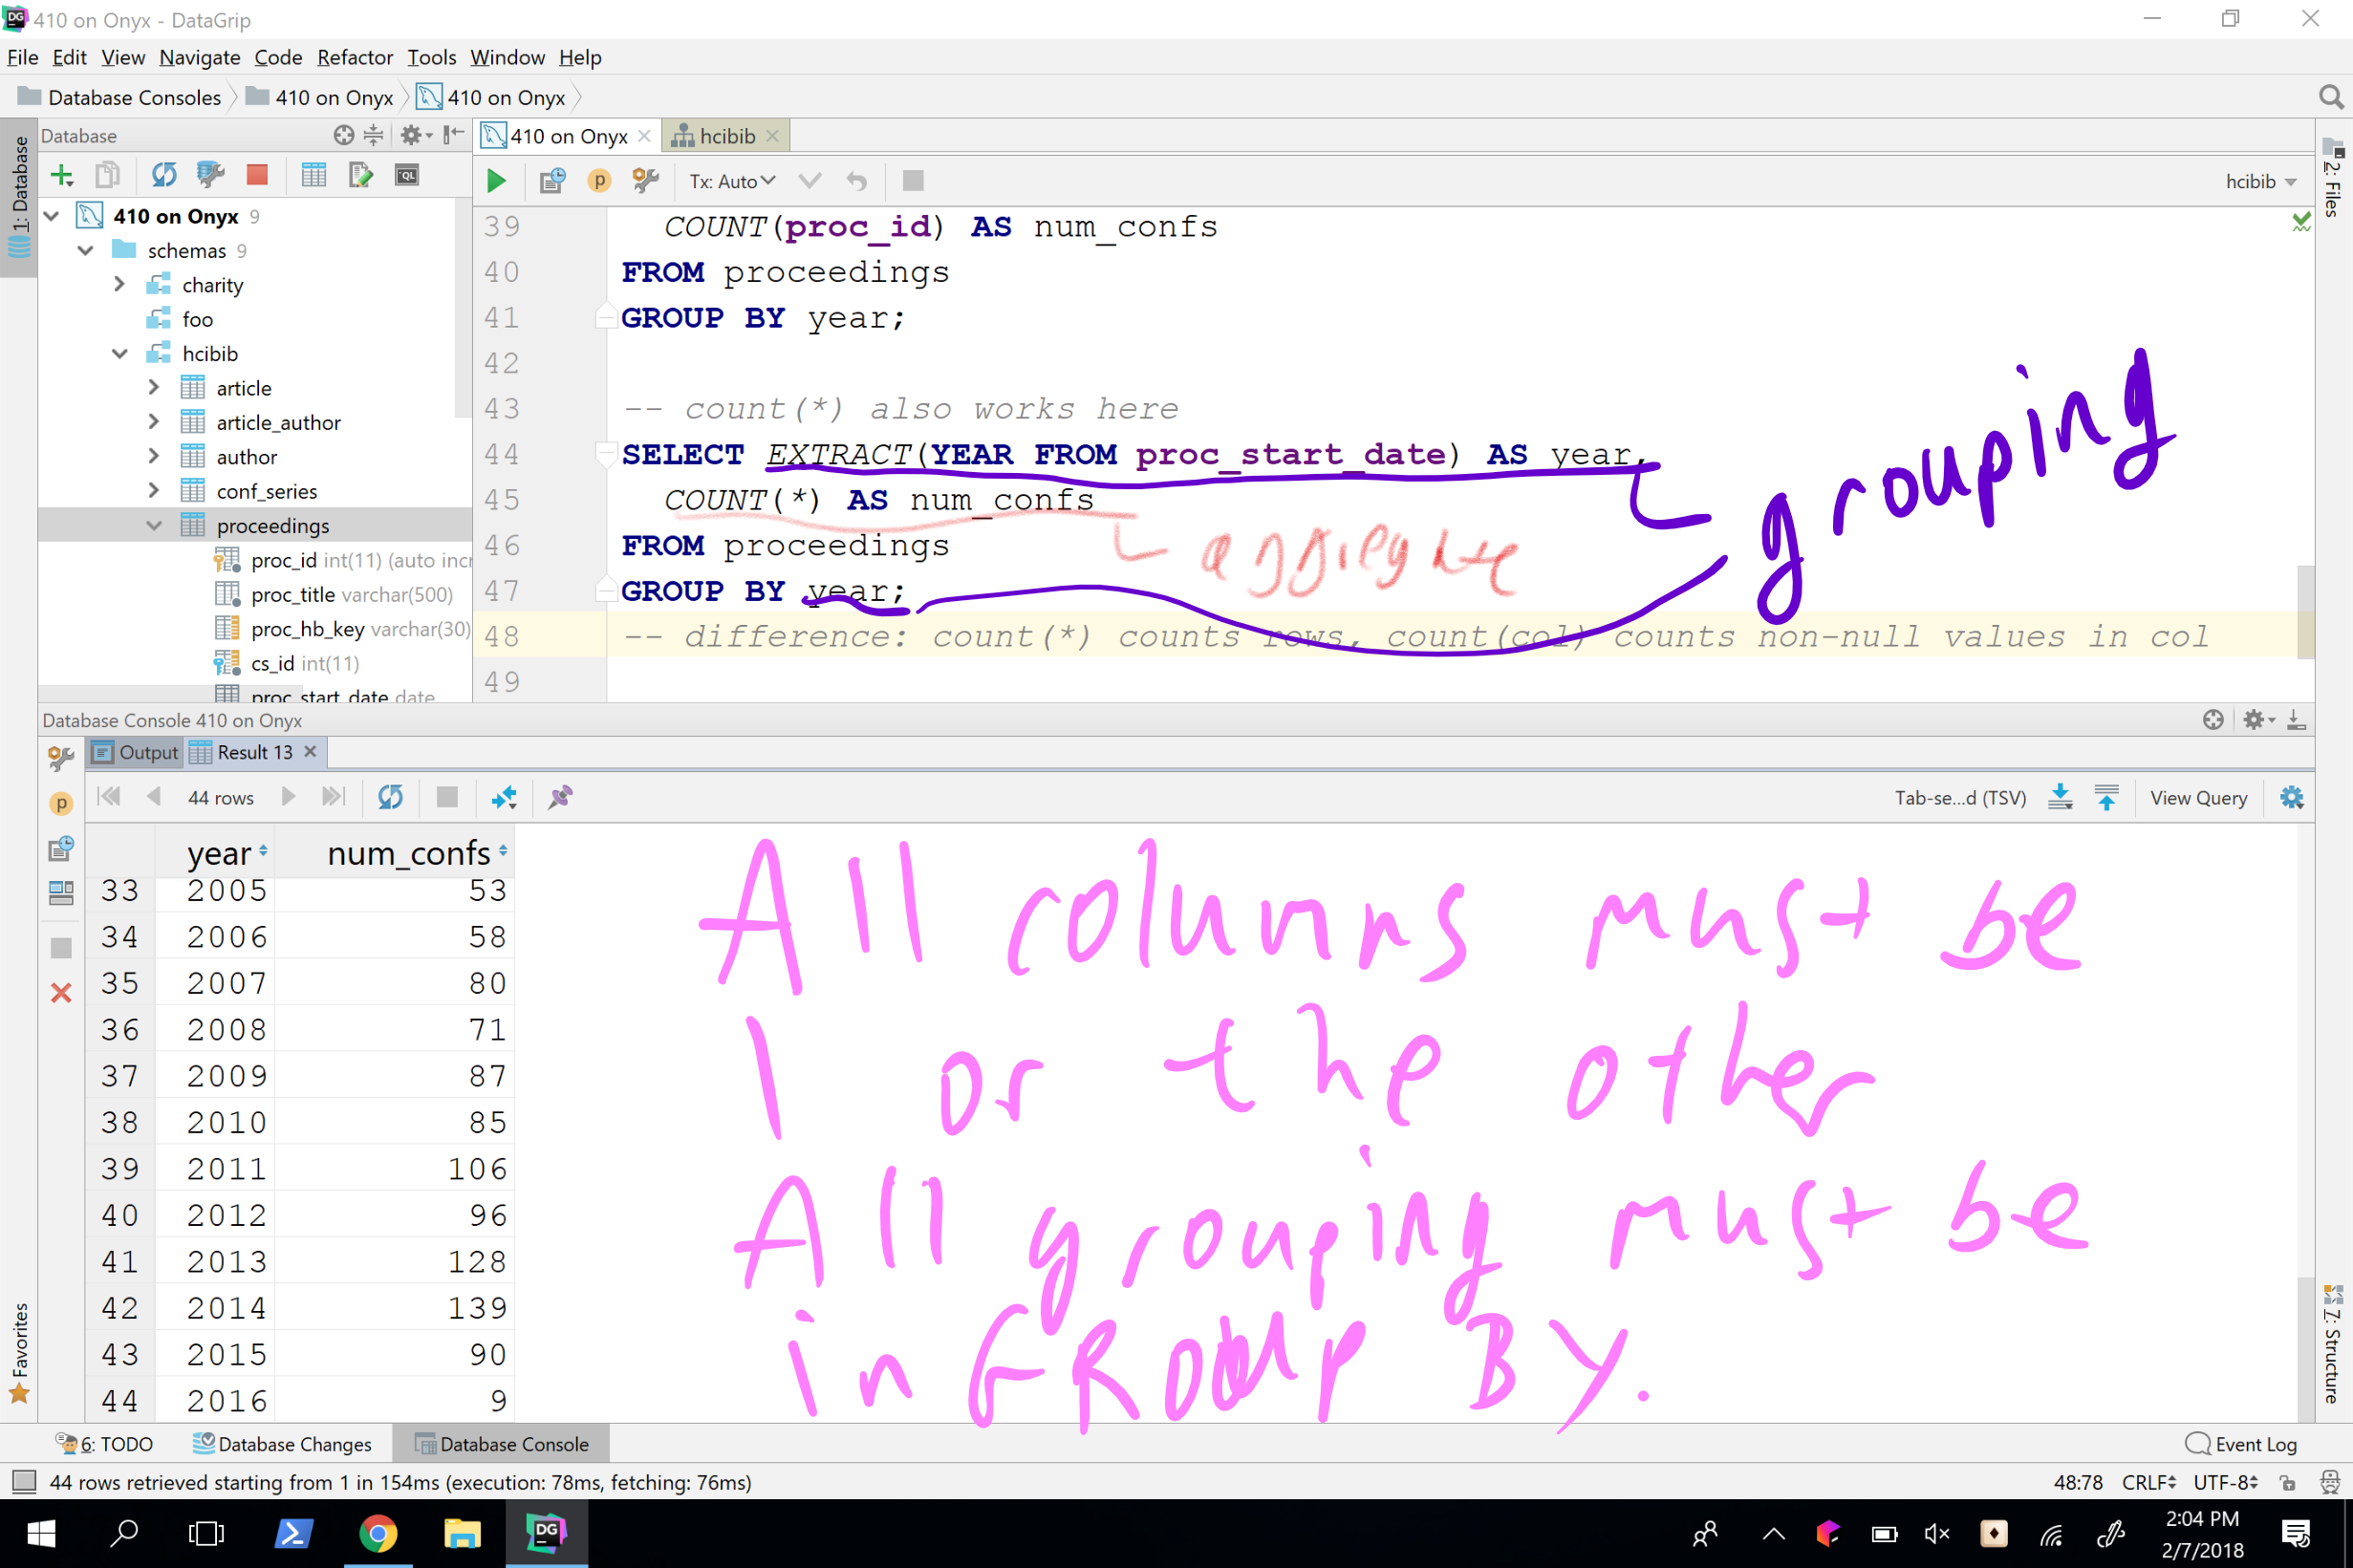 410 on Onyx - DataGrip
File Edit View Navigate Code Refactor Tools Window Help
Database Consoles 410 on Onyx 410 on Onyx
1: Database
Database
410 on Onyx 9
schemas 9
charity
foo
hcibib
article
article_author
author
conf_series
proceedings
proc_id int(11) (auto incr
proc_title varchar(500)
proc_hb_key varchar(30)
cs_id int(11)
proc_start_date date
410 on Onyx hcibib
Tx: Auto
hcibib
2: Files
39 COUNT(proc_id) AS num_confs
40 FROM proceedings
41 GROUP BY year;
42
43 -- count(*) also works here
44 SELECT EXTRACT(YEAR FROM proc_start_date) AS year,
45 COUNT(*) AS num_confs
46 FROM proceedings
47 GROUP BY year;
48 -- difference: count(*) counts rows, count(col) counts non-null values in col
49
grouping
aggregate
Database Console 410 on Onyx
Output Result 13
44 rows
Tab-se...d (TSV) View Query
year num_confs
33 2005 53
34 2006 58
35 2007 80
36 2008 71
37 2009 87
38 2010 85
39 2011 106
40 2012 96
41 2013 128
42 2014 139
43 2015 90
44 2016 9
All columns must be
1 or the other
All grouping must be
in GROUP BY.
Favorites
7: Structure
6: TODO Database Changes Database Console Event Log
44 rows retrieved starting from 1 in 154ms (execution: 78ms, fetching: 76ms) 48:78 CRLF UTF-8
2:04 PM
2/7/2018